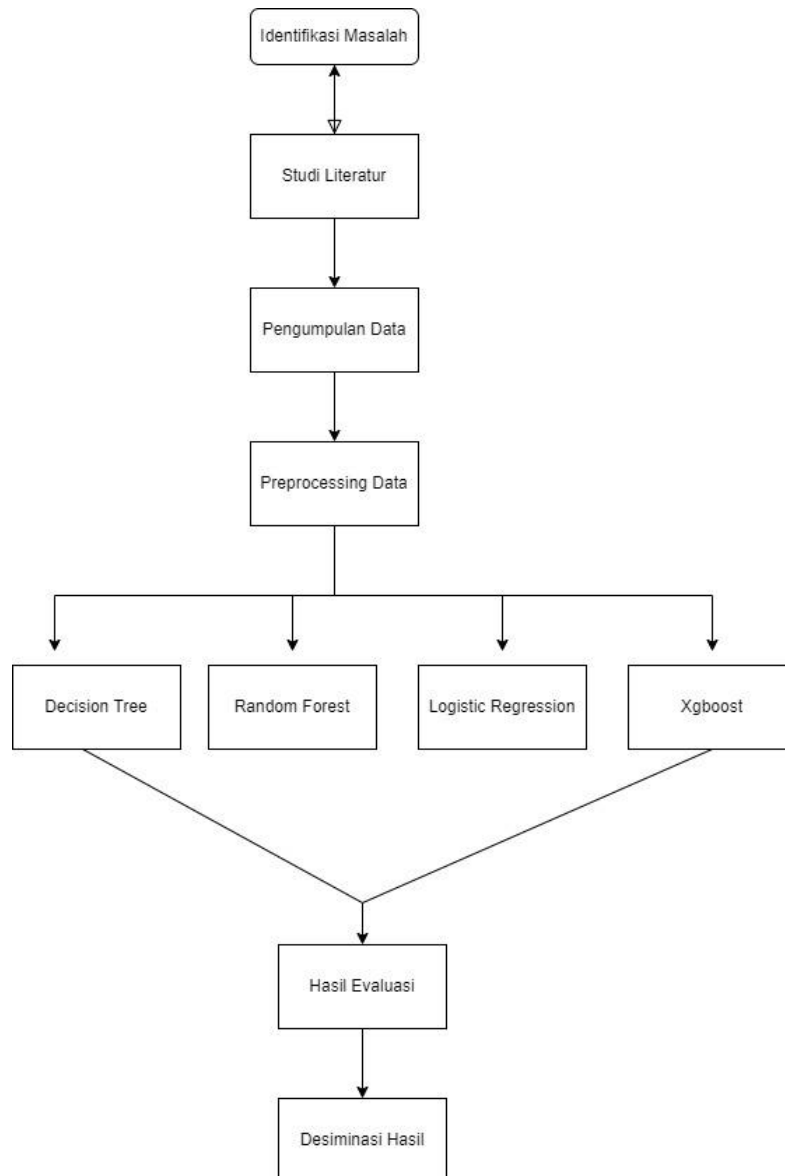 Identifikasi Masalah
Studi Literatur
Pengumpulan Data
Preprocessing Data
Decision Tree
Random Forest
Logistic Regression
Xgboost
Hasil Evaluasi
Desiminasi Hasil